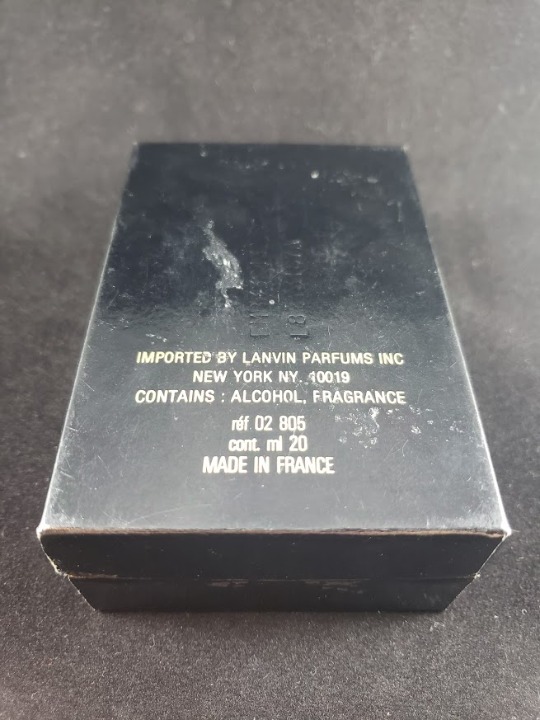 IMPORTED BY LANVIN PARFUMS INC
NEW YORK NY. 10019
CONTAINS : ALCOHOL, FRAGRANCE
réf 02 805
cont. ml 20
MADE IN FRANCE